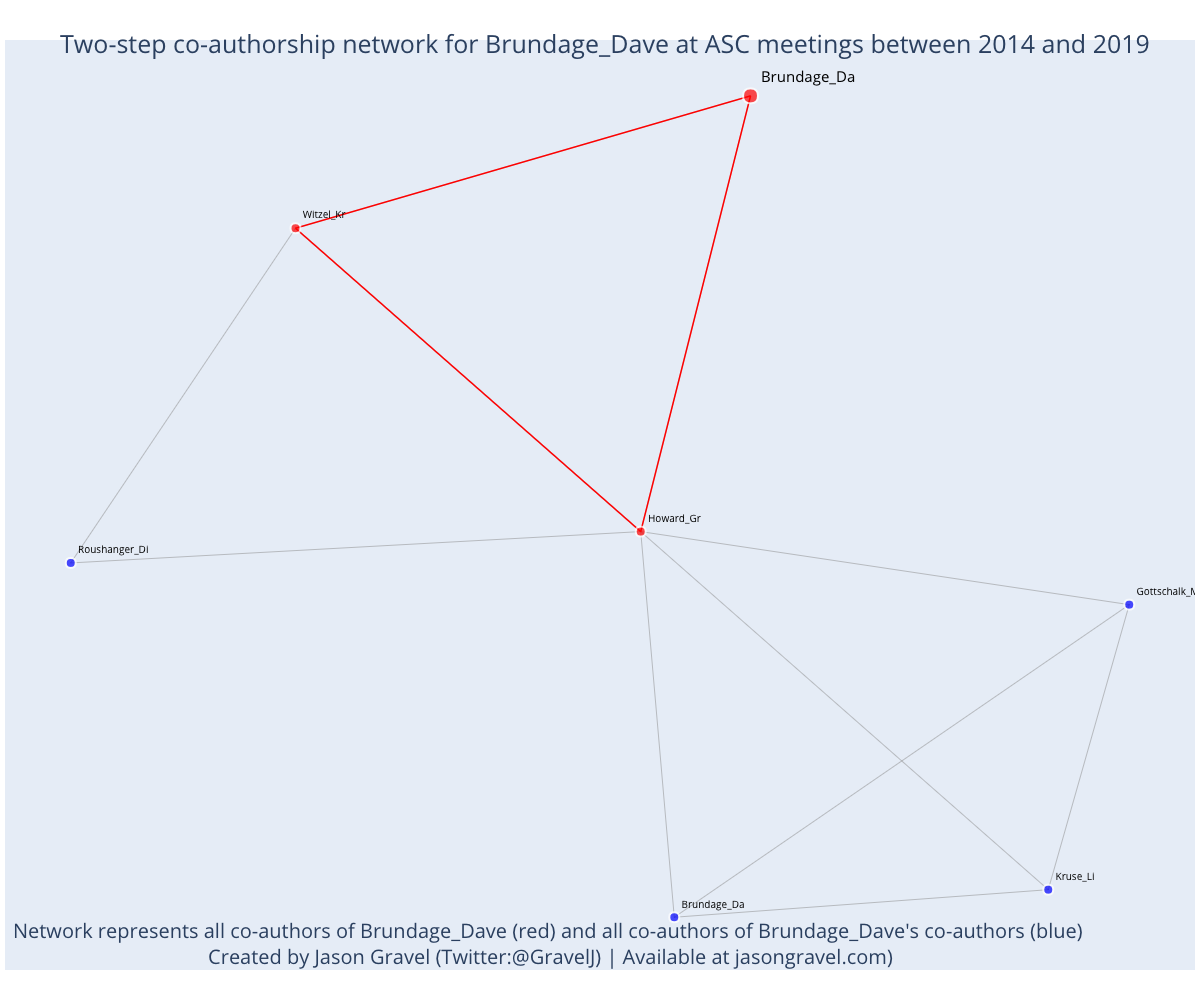 Two-step co-authorship network for Brundage_Dave at ASC meetings between 2014 and 2019
Brundage_Da
Witzel_Kr
Howard_Gr
Roushanger_Di
Gottschalk_M
Kruse_Li
Brundage_Da
Network represents all co-authors of Brundage_Dave (red) and all co-authors of Brundage_Dave's co-authors (blue)
Created by Jason Gravel (Twitter:@GravelJ) | Available at jasongravel.com)